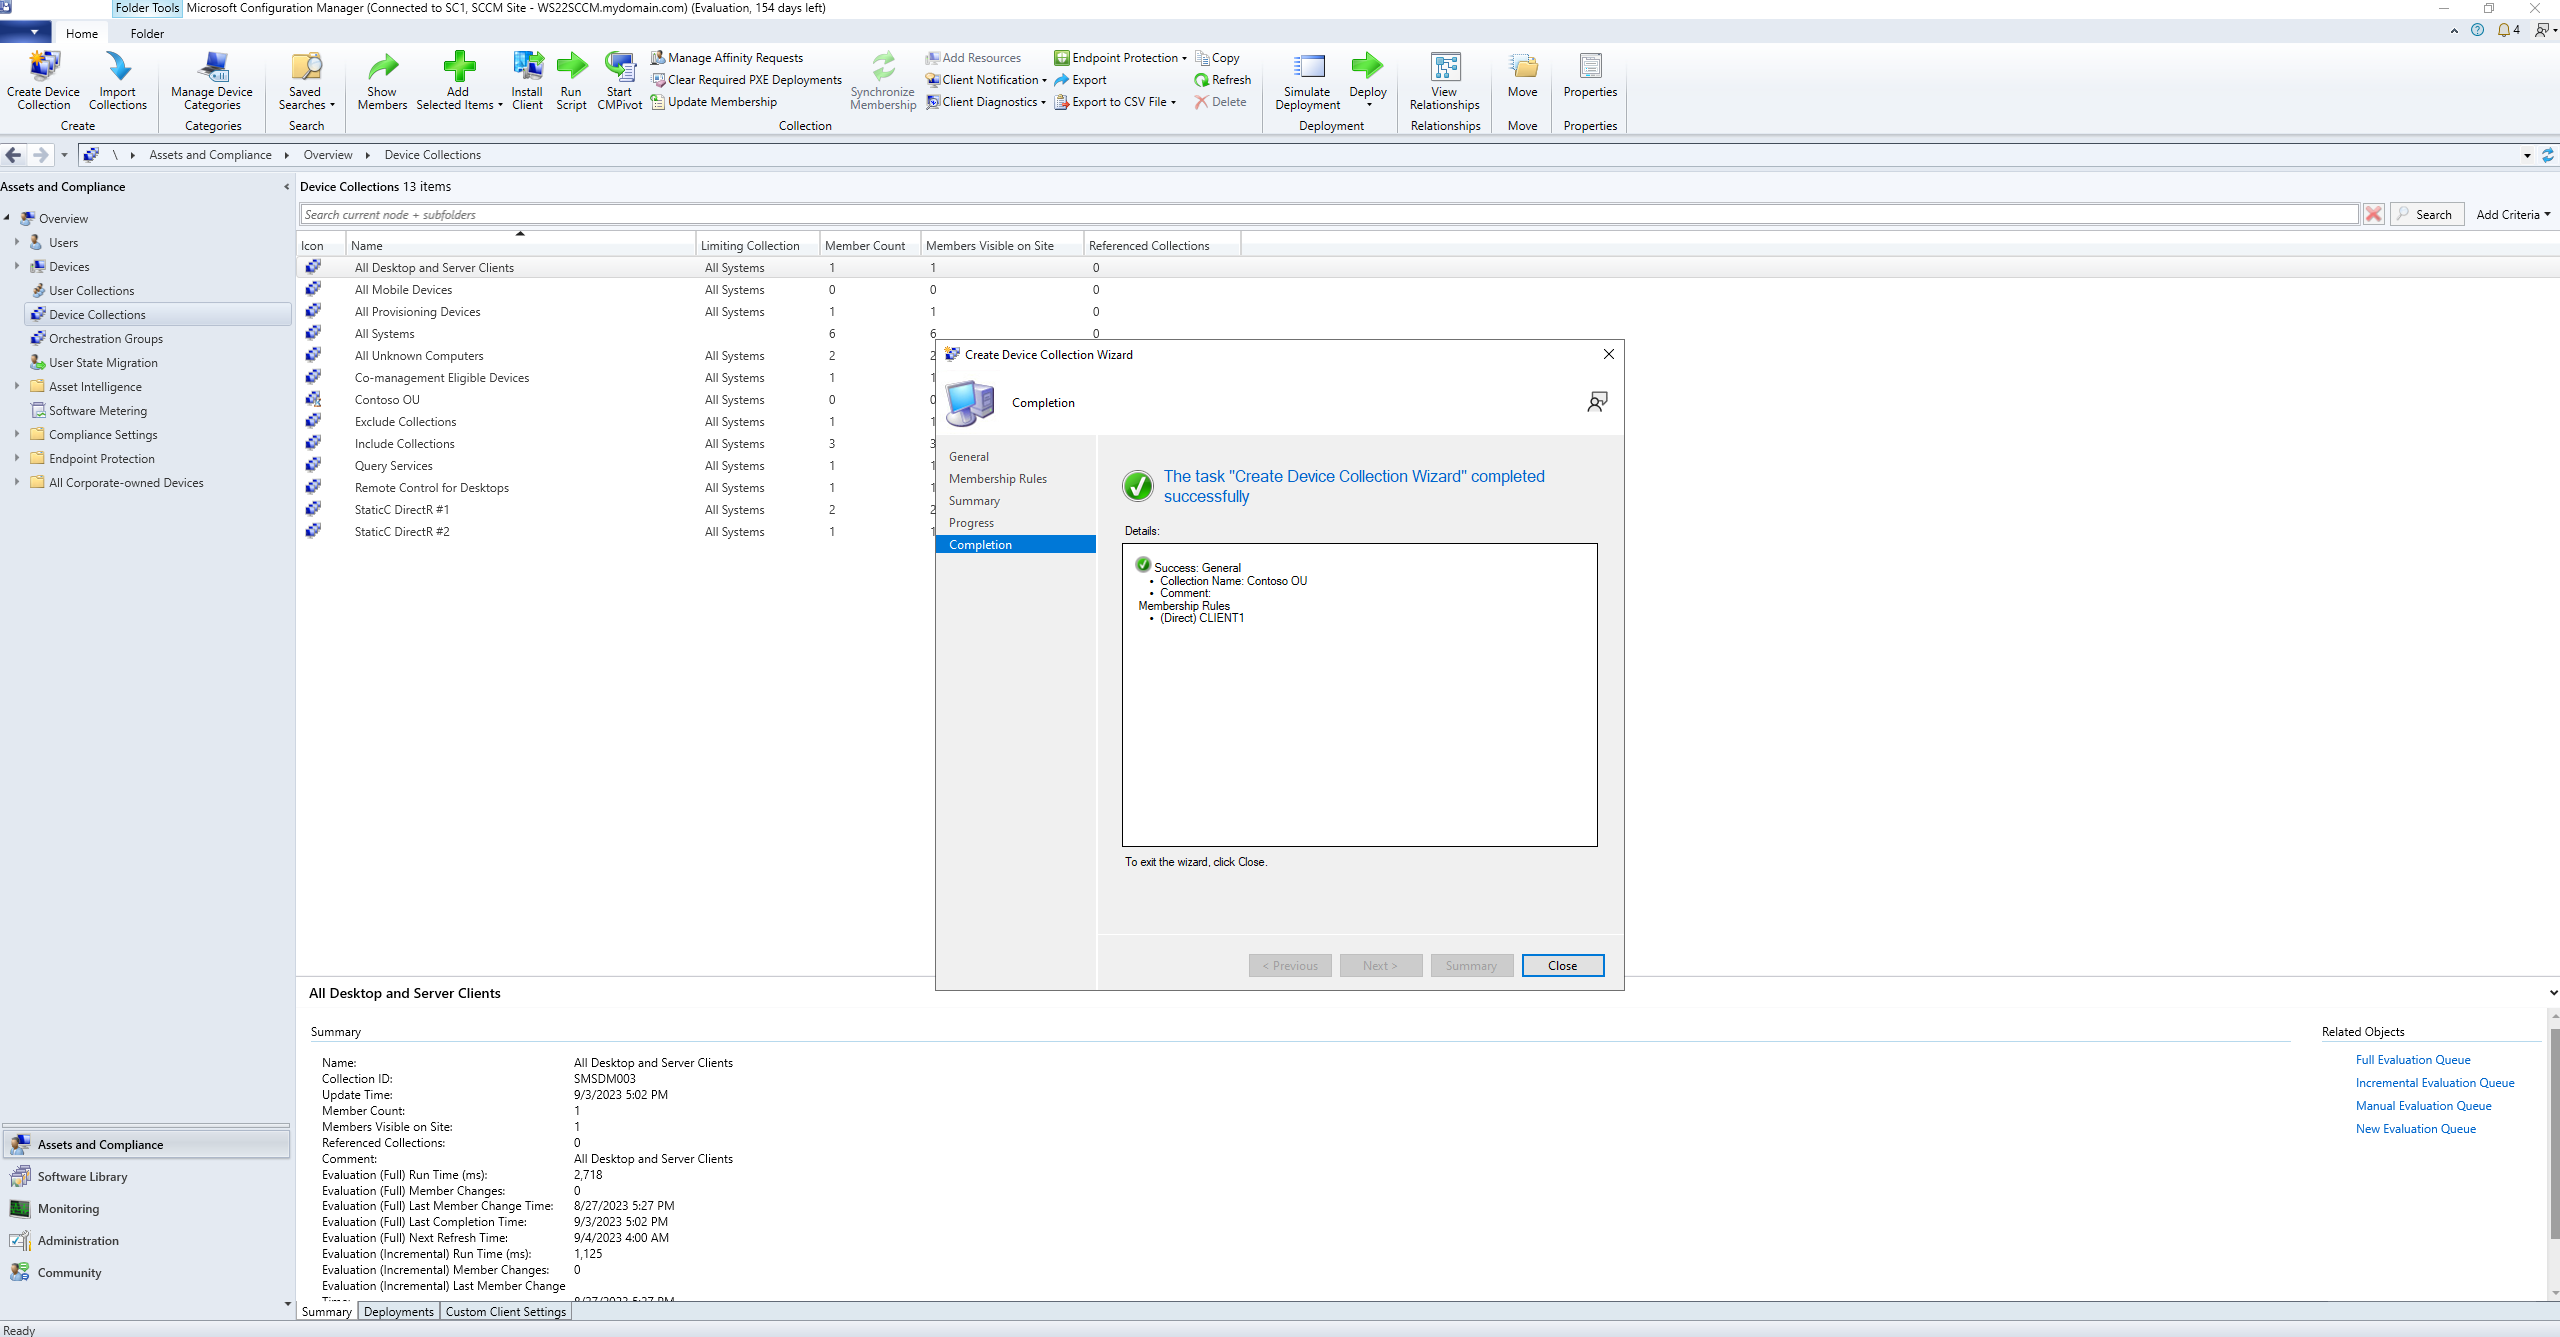 Folder Tools Microsoft Configuration Manager (Connected to SC1, SCCM Site - WS22SCCM.mydomain.com) (Evaluation, 154 days left)
Home Folder
4
Create Device Collection
Import Collections
Create
Manage Device Categories
Categories
Saved Searches
Search
Show Members
Add Selected Items
Install Client
Run Script
Start CMPivot
Manage Affinity Requests
Clear Required PXE Deployments
Update Membership
Synchronize Membership
Add Resources
Client Notification
Client Diagnostics
Endpoint Protection
Export
Export to CSV File
Copy
Refresh
Delete
Collection
Simulate Deployment
Deploy
Deployment
View Relationships
Relationships
Move
Move
Properties
Properties
\ Assets and Compliance Overview Device Collections
Assets and Compliance
Overview
Users
Devices
User Collections
Device Collections
Orchestration Groups
User State Migration
Asset Intelligence
Software Metering
Compliance Settings
Endpoint Protection
All Corporate-owned Devices
Assets and Compliance
Software Library
Monitoring
Administration
Community
Device Collections 13 items
Search current node + subfolders
Search
Add Criteria
Icon Name Limiting Collection Member Count Members Visible on Site Referenced Collections
All Desktop and Server Clients All Systems 1 1 0
All Mobile Devices All Systems 0 0 0
All Provisioning Devices All Systems 1 1 0
All Systems 6 6 0
All Unknown Computers All Systems 2 2
Co-management Eligible Devices All Systems 1 1
Contoso OU All Systems 0 0
Exclude Collections All Systems 1 1
Include Collections All Systems 3 3
Query Services All Systems 1 1
Remote Control for Desktops All Systems 1 1
StaticC DirectR #1 All Systems 2 2
StaticC DirectR #2 All Systems 1 1
Create Device Collection Wizard
Completion
General
Membership Rules
Summary
Progress
Completion
The task "Create Device Collection Wizard" completed
successfully
Details:
Success: General
• Collection Name: Contoso OU
• Comment:
Membership Rules
• (Direct) CLIENT1
To exit the wizard, click Close.
< Previous Next > Summary Close
All Desktop and Server Clients
Summary
Name: All Desktop and Server Clients
Collection ID: SMSDM003
Update Time: 9/3/2023 5:02 PM
Member Count: 1
Members Visible on Site: 1
Referenced Collections: 0
Comment: All Desktop and Server Clients
Evaluation (Full) Run Time (ms): 2,718
Evaluation (Full) Member Changes: 0
Evaluation (Full) Last Member Change Time: 8/27/2023 5:27 PM
Evaluation (Full) Last Completion Time: 9/3/2023 5:02 PM
Evaluation (Full) Next Refresh Time: 9/4/2023 4:00 AM
Evaluation (Incremental) Run Time (ms): 1,125
Evaluation (Incremental) Member Changes: 0
Evaluation (Incremental) Last Member Change
Time: 8/27/2023 5:27 PM
Related Objects
Full Evaluation Queue
Incremental Evaluation Queue
Manual Evaluation Queue
New Evaluation Queue
Summary Deployments Custom Client Settings
Ready